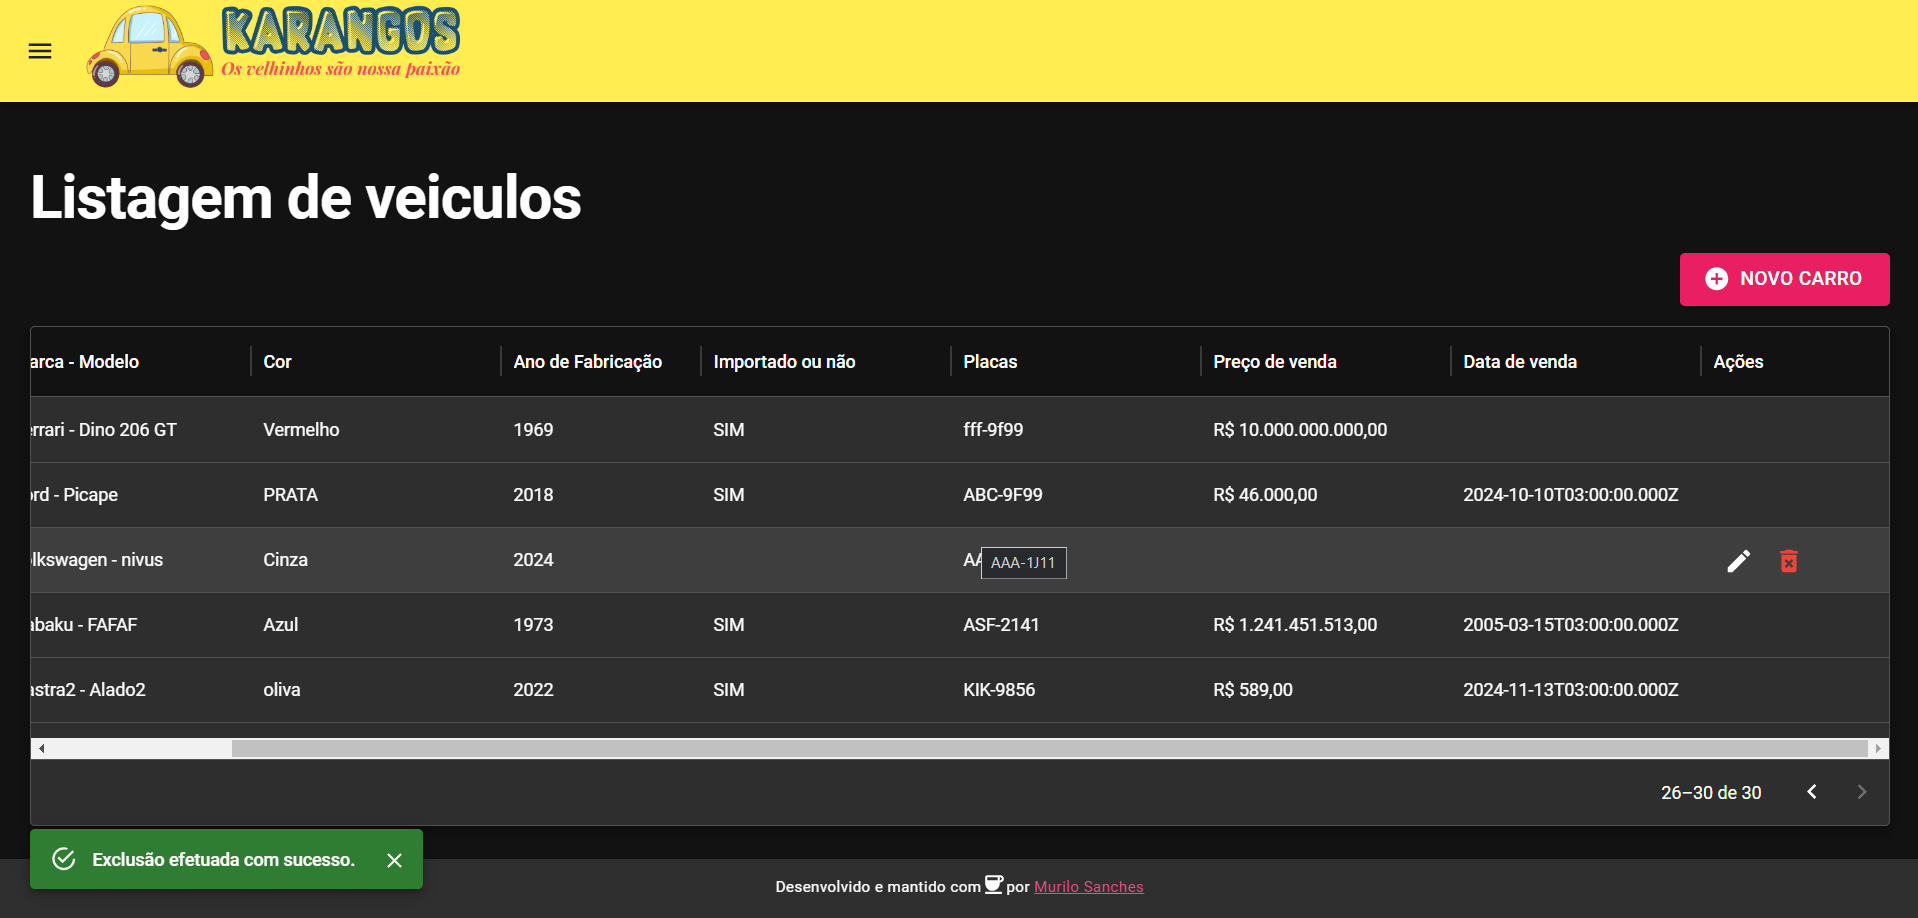 KARANGOS
Os velhinhos são nossa paixão
Listagem de veiculos
NOVO CARRO
arca - Modelo Cor Ano de Fabricação Importado ou não Placas Preço de venda Data de venda Ações
errari - Dino 206 GT Vermelho 1969 SIM fff-9f99 R$ 10.000.000.000,00
ord - Picape PRATA 2018 SIM ABC-9F99 R$ 46.000,00 2024-10-10T03:00:00.000Z
lkswagen - nivus Cinza 2024 AA AAA-1J11
abaku - FAFAF Azul 1973 SIM ASF-2141 R$ 1.241.451.513,00 2005-03-15T03:00:00.000Z
astra2 - Alado2 oliva 2022 SIM KIK-9856 R$ 589,00 2024-11-13T03:00:00.000Z
26–30 de 30
Exclusão efetuada com sucesso.
Desenvolvido e mantido com por Murilo Sanches